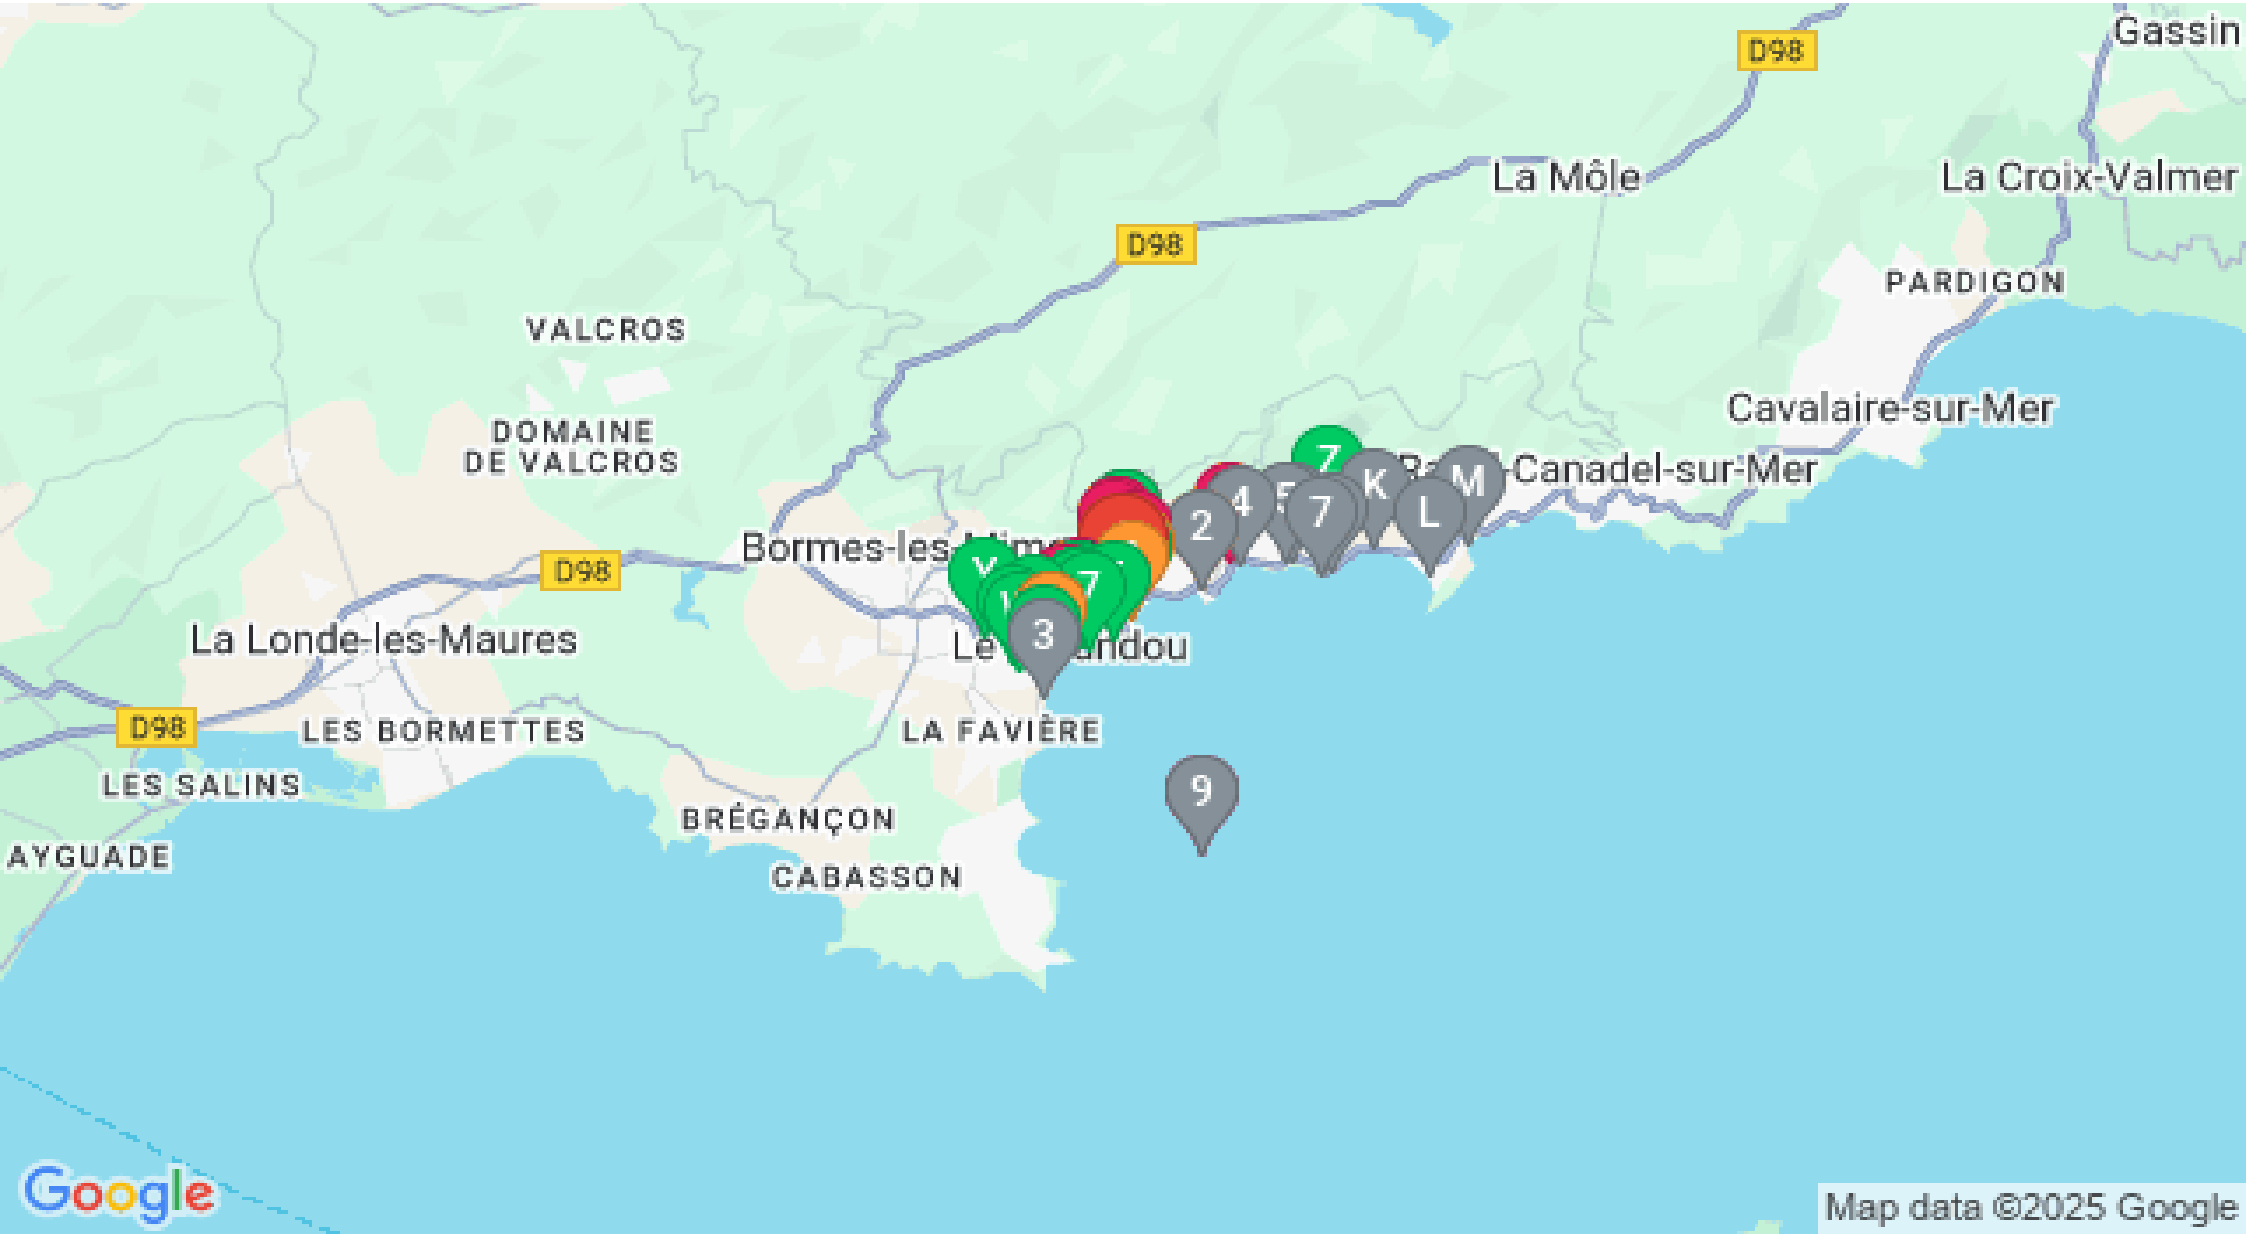 Gassin
D98
La Môle
La Croix-Valmer
D98
PARDIGON
VALCROS
Cavalaire-sur-Mer
DOMAINE
DE VALCROS
7
4
K
M
-Canadel-sur-Mer
2
7
L
Bormes-les-
D98
7
3
La Londe-les-Maures
Le
D98
LES BORMETTES
LA FAVIÈRE
LES SALINS
9
BRÉGANÇON
AYGUADE
CABASSON
Google
Map data ©2025 Google